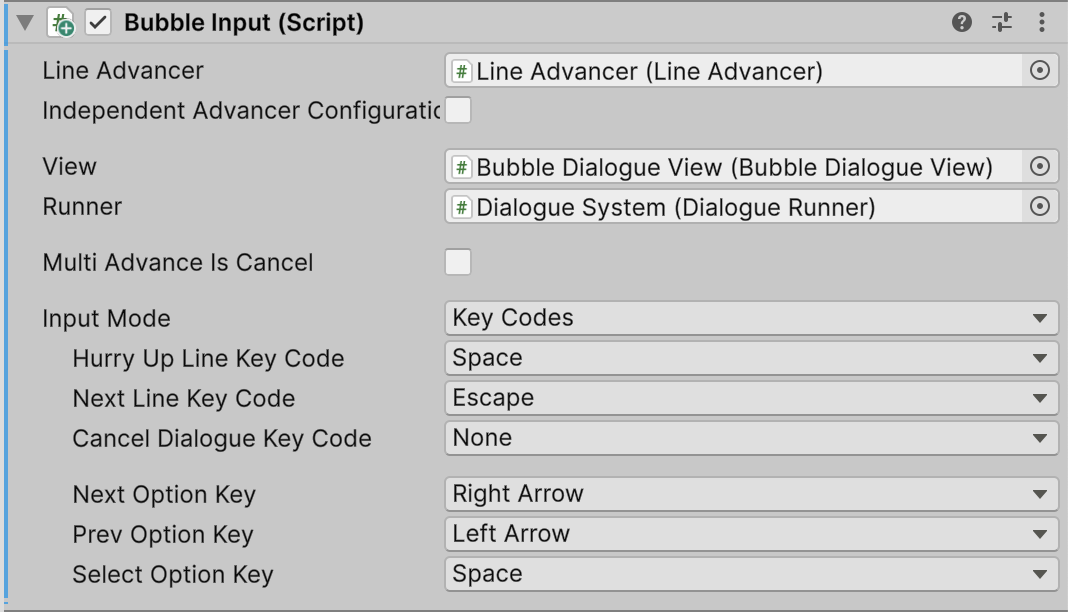 Bubble Input (Script)
Line Advancer
# Line Advancer (Line Advancer)
Independent Advancer Configuratio
View
# Bubble Dialogue View (Bubble Dialogue View)
Runner
# Dialogue System (Dialogue Runner)
Multi Advance Is Cancel
Input Mode
Key Codes
Hurry Up Line Key Code
Space
Next Line Key Code
Escape
Cancel Dialogue Key Code
None
Next Option Key
Right Arrow
Prev Option Key
Left Arrow
Select Option Key
Space